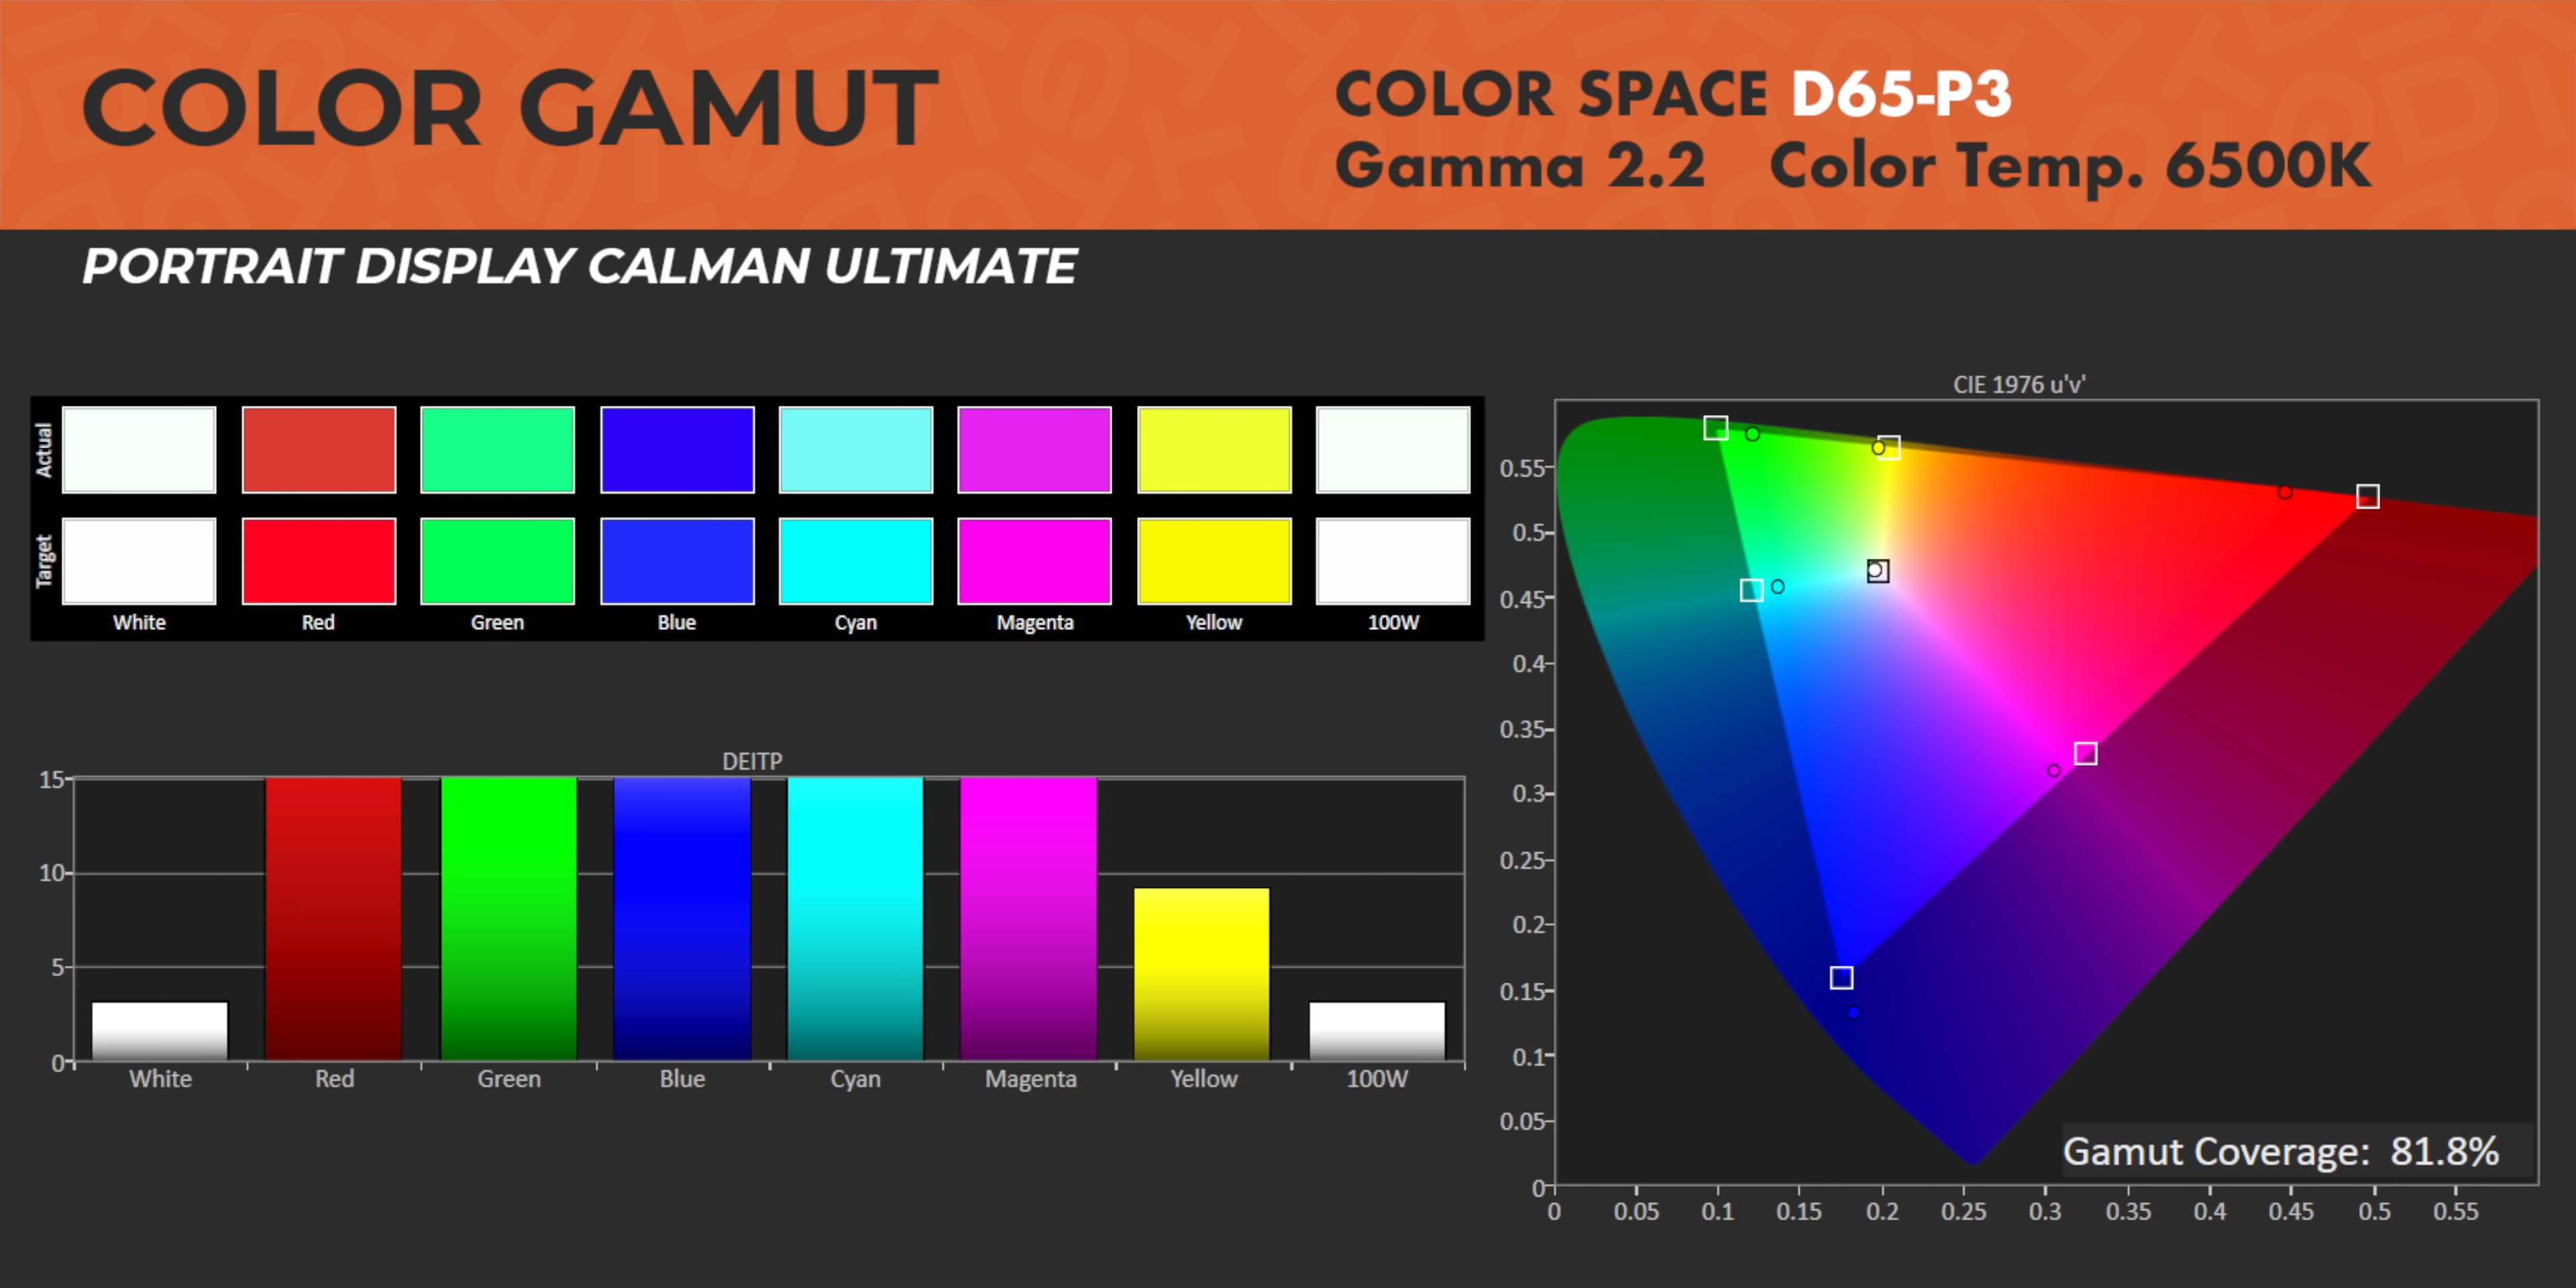 COLOR GAMUT
COLOR SPACE D65-P3
Gamma 2.2 Color Temp. 6500K
PORTRAIT DISPLAY CALMAN ULTIMATE
Actual
Target
White Red Green Blue Cyan Magenta Yellow 100W
DEITP
15
10
5
0
White Red Green Blue Cyan Magenta Yellow 100W
CIE 1976 u'v'
0.55
0.5
0.45
0.4
0.35
0.3
0.25
0.2
0.15
0.1
0.05
0
Gamut Coverage: 81.8%
0 0.05 0.1 0.15 0.2 0.25 0.3 0.35 0.4 0.45 0.5 0.55